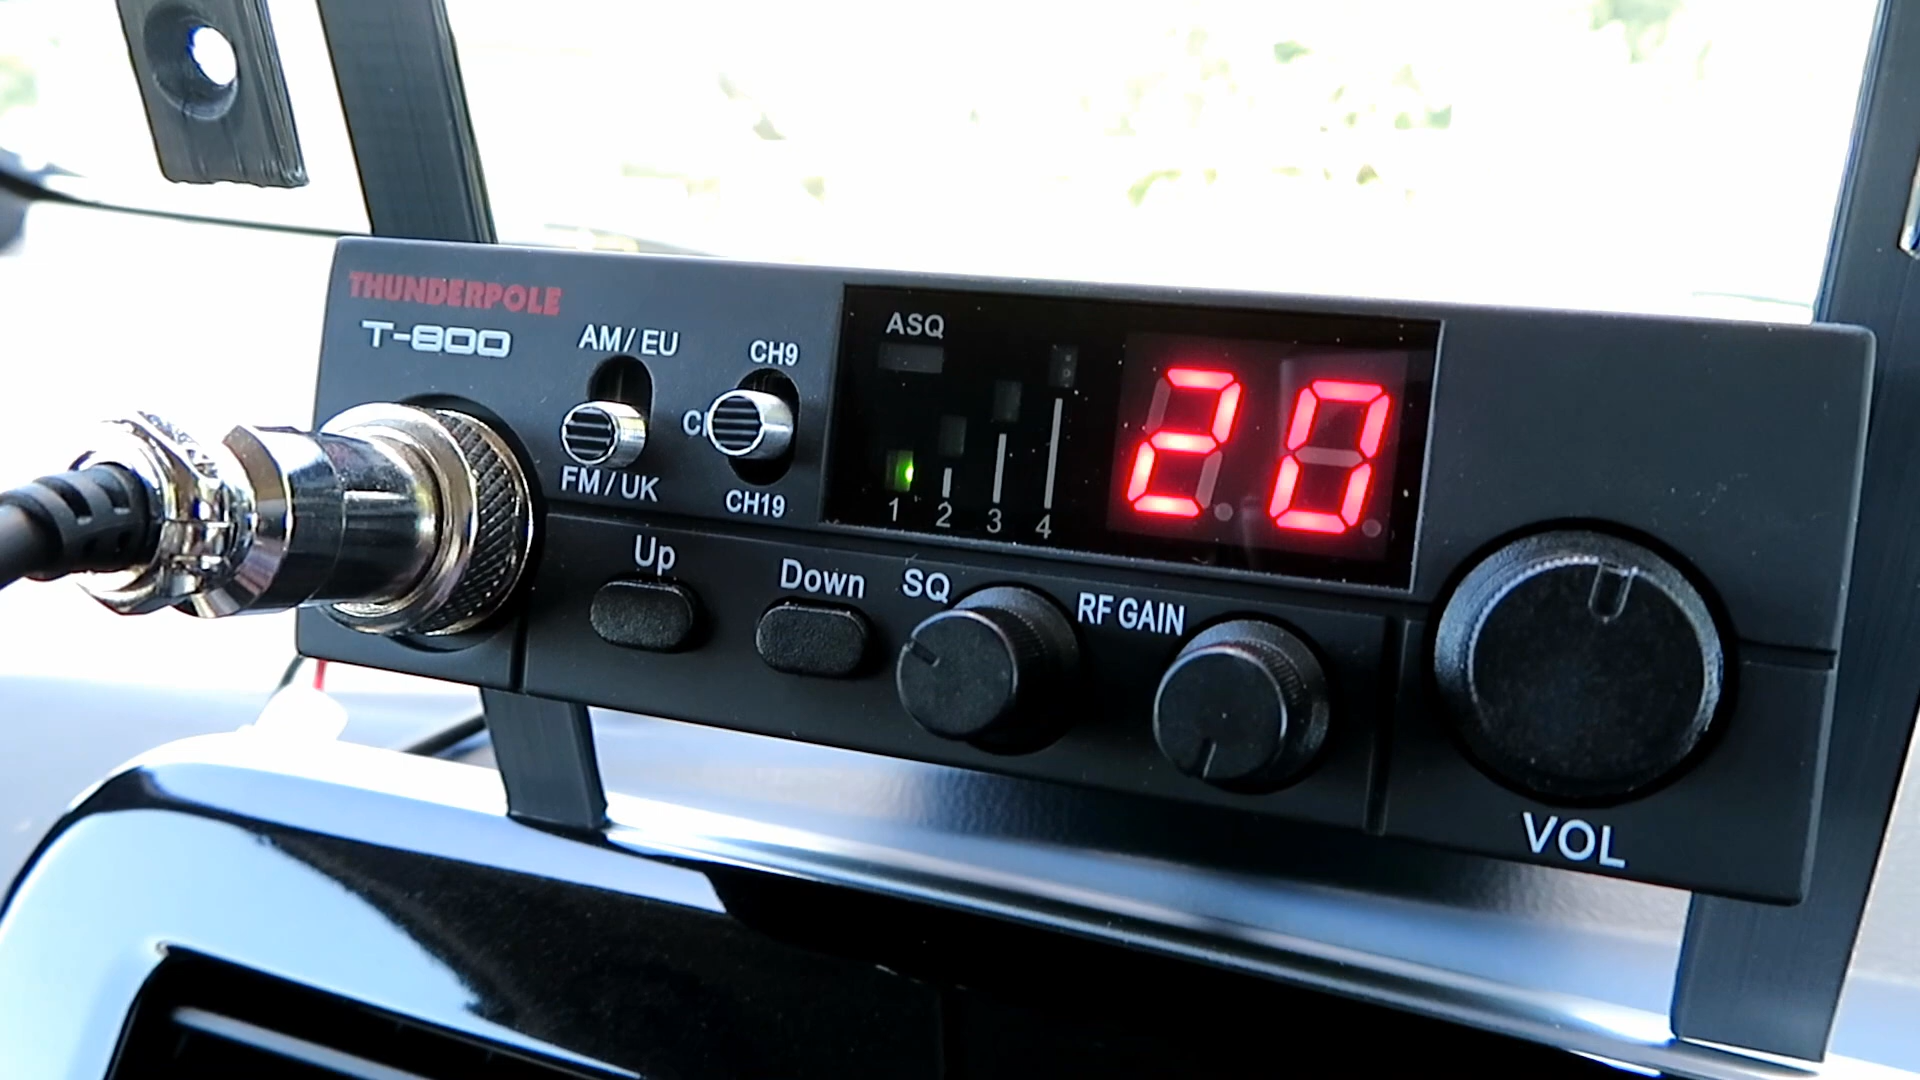 THUNDERPOLE
T-800
AM / EU
FM / UK
CH9
CH19
ASQ
1 2 3 4
20
Up
Down
SQ
RF GAIN
VOL